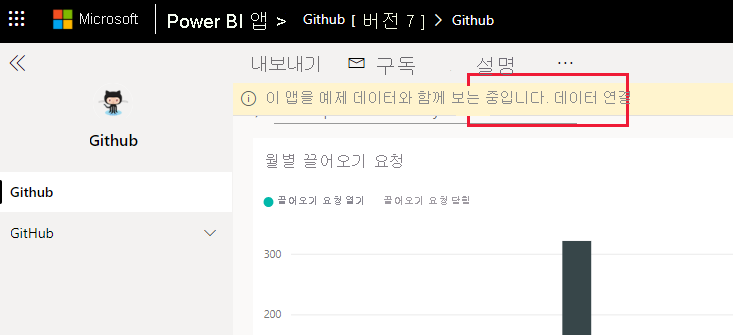 Microsoft Power BI 앱 > Github [ 버전 7 ] > Github
내보내기 구독 설명 ...
이 앱을 예제 데이터와 함께 보는 중입니다. 데이터 연결
Github
Github
GitHub
월별 끌어오기 요청
끌어오기 요청 열기 끌어오기 요청 닫힘
300
200